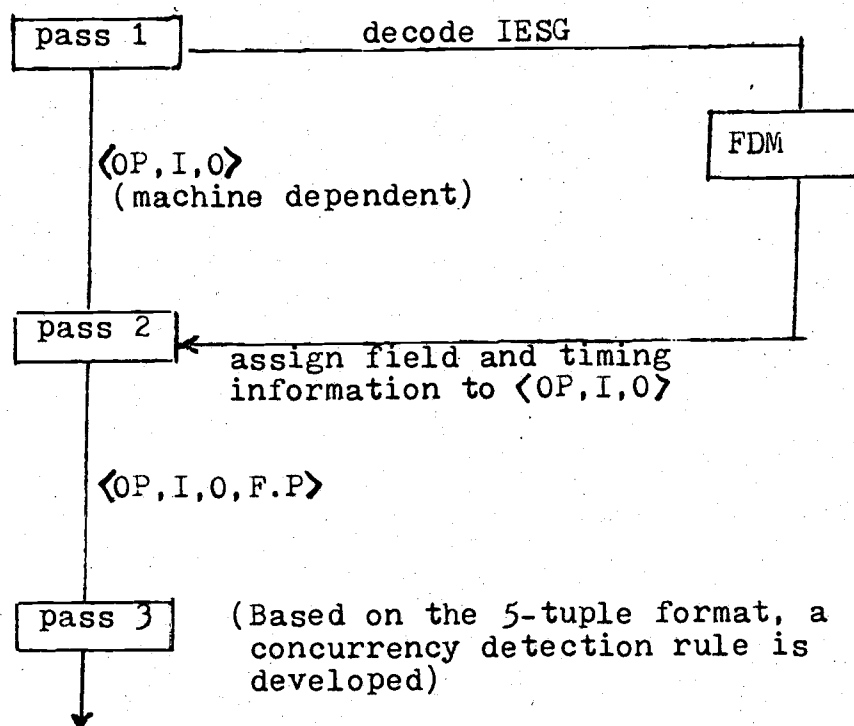 pass 1
decode IESG
FDM
<OP,I,O>
(machine dependent)
pass 2
assign field and timing
information to <OP,I,O>
<OP,I,O,F.P>
pass 3
(Based on the 5-tuple format, a
concurrency detection rule is
developed)